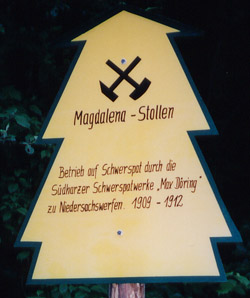 Magdalena - Stollen
Betrieb auf Schwerspat durch die
Südharzer Schwerspatwerke „Max Döring"
zu Niedersachswerfen. 1909 - 1912